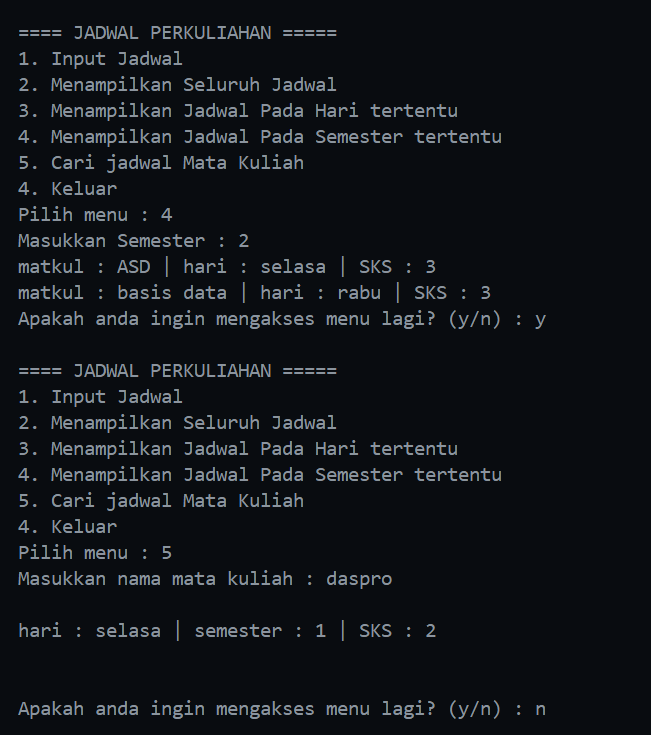 ==== JADWAL PERKULIAHAN =====
1. Input Jadwal
2. Menampilkan Seluruh Jadwal
3. Menampilkan Jadwal Pada Hari tertentu
4. Menampilkan Jadwal Pada Semester tertentu
5. Cari jadwal Mata Kuliah
4. Keluar
Pilih menu : 4
Masukkan Semester : 2
matkul : ASD | hari : selasa | SKS : 3
matkul : basis data | hari : rabu | SKS : 3
Apakah anda ingin mengakses menu lagi? (y/n) : y
==== JADWAL PERKULIAHAN =====
1. Input Jadwal
2. Menampilkan Seluruh Jadwal
3. Menampilkan Jadwal Pada Hari tertentu
4. Menampilkan Jadwal Pada Semester tertentu
5. Cari jadwal Mata Kuliah
4. Keluar
Pilih menu : 5
Masukkan nama mata kuliah : daspro
hari : selasa | semester : 1 | SKS : 2
Apakah anda ingin mengakses menu lagi? (y/n) : n